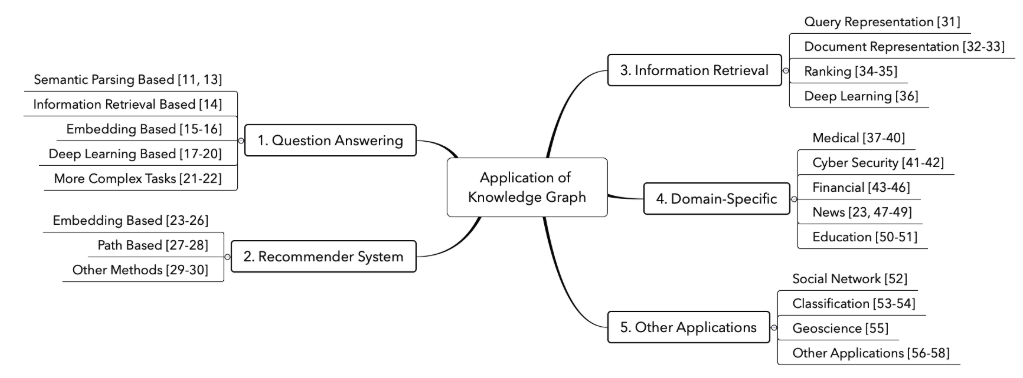 Application of
Knowledge Graph
1. Question Answering
Semantic Parsing Based [11, 13]
Information Retrieval Based [14]
Embedding Based [15-16]
Deep Learning Based [17-20]
More Complex Tasks [21-22]
2. Recommender System
Embedding Based [23-26]
Path Based [27-28]
Other Methods [29-30]
3. Information Retrieval
Query Representation [31]
Document Representation [32-33]
Ranking [34-35]
Deep Learning [36]
4. Domain-Specific
Medical [37-40]
Cyber Security [41-42]
Financial [43-46]
News [23, 47-49]
Education [50-51]
5. Other Applications
Social Network [52]
Classification [53-54]
Geoscience [55]
Other Applications [56-58]